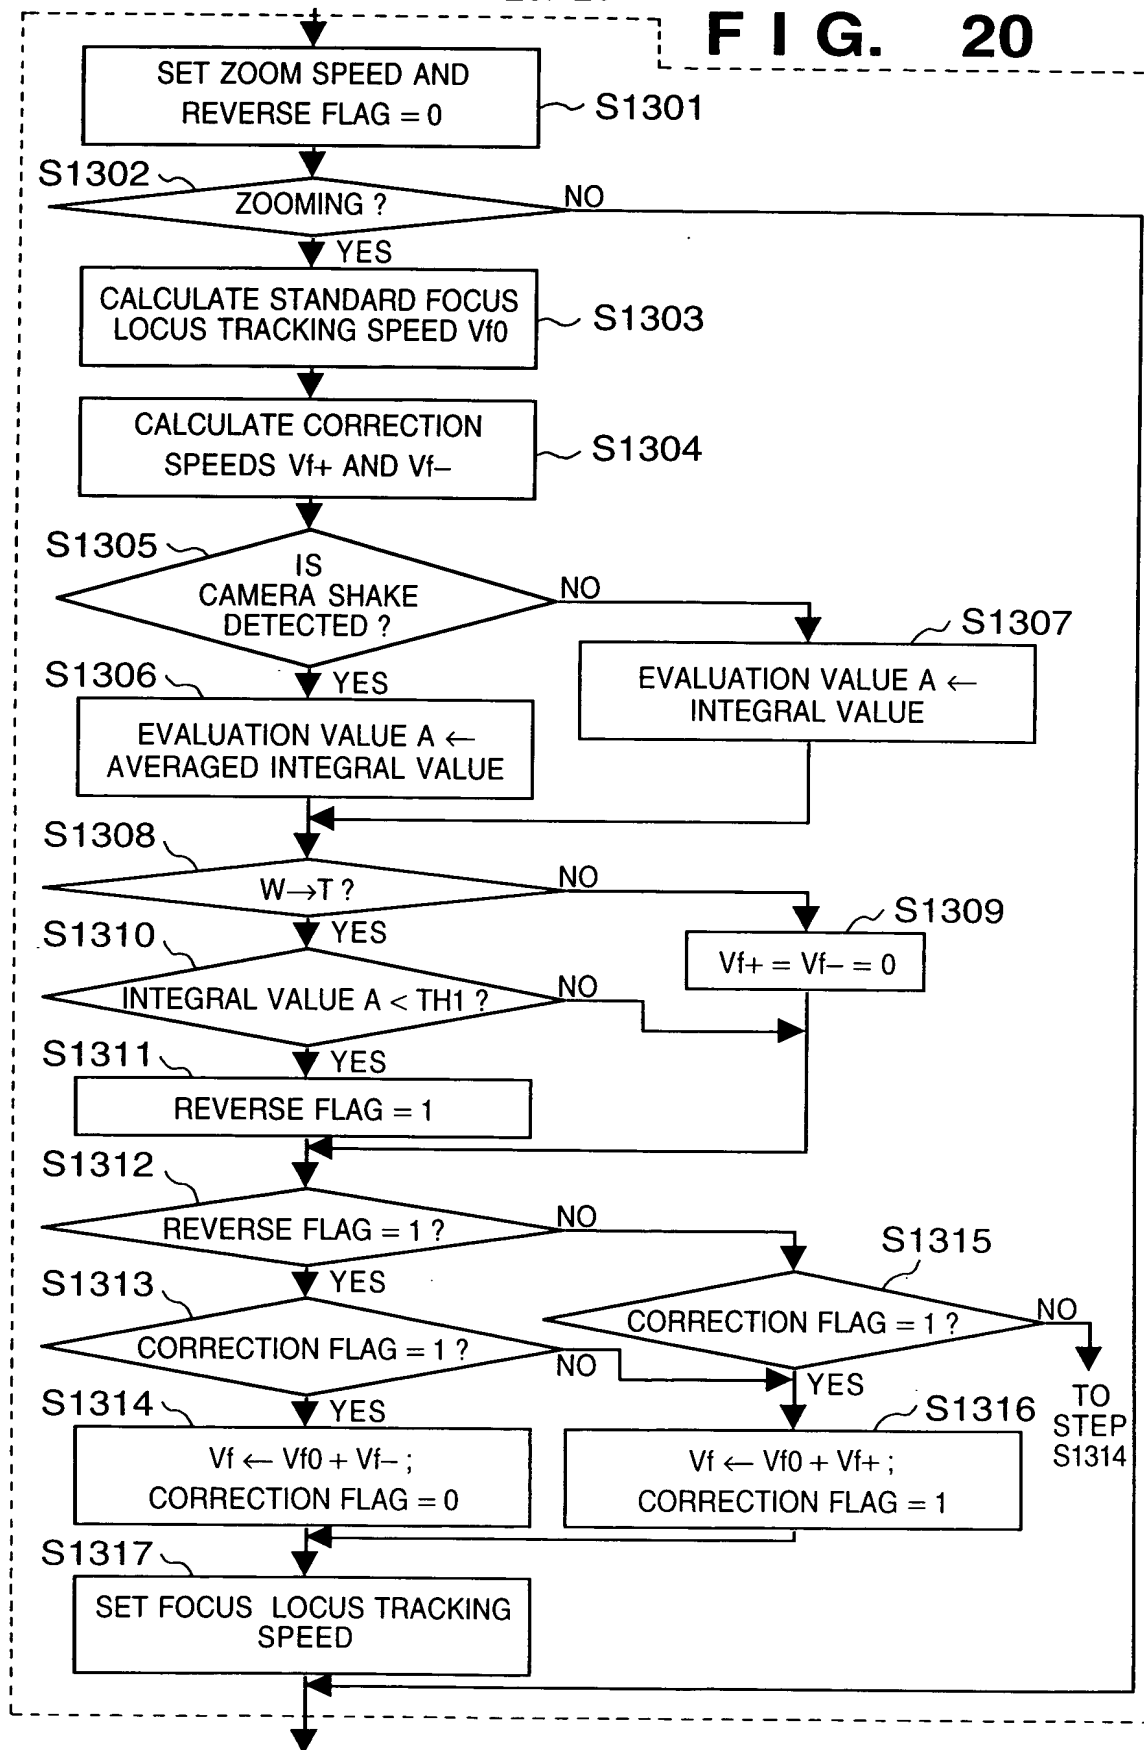 FIG. 20
SET ZOOM SPEED AND
REVERSE FLAG = 0
S1301
S1302
ZOOMING ?
NO
YES
CALCULATE STANDARD FOCUS
LOCUS TRACKING SPEED Vf0
S1303
CALCULATE CORRECTION
SPEEDS Vf+ AND Vf−
S1304
S1305
IS
CAMERA SHAKE
DETECTED ?
NO
YES
S1307
EVALUATION VALUE A ←
INTEGRAL VALUE
S1306
EVALUATION VALUE A ←
AVERAGED INTEGRAL VALUE
S1308
W→T ?
NO
YES
S1309
Vf+ = Vf− = 0
S1310
INTEGRAL VALUE A < TH1 ?
NO
YES
S1311
REVERSE FLAG = 1
S1312
REVERSE FLAG = 1 ?
NO
YES
S1315
CORRECTION FLAG = 1 ?
NO
YES
TO
STEP
S1314
S1313
CORRECTION FLAG = 1 ?
NO
YES
S1314
Vf ← Vf0 + Vf− ;
CORRECTION FLAG = 0
S1316
Vf ← Vf0 + Vf+ ;
CORRECTION FLAG = 1
S1317
SET FOCUS LOCUS TRACKING
SPEED